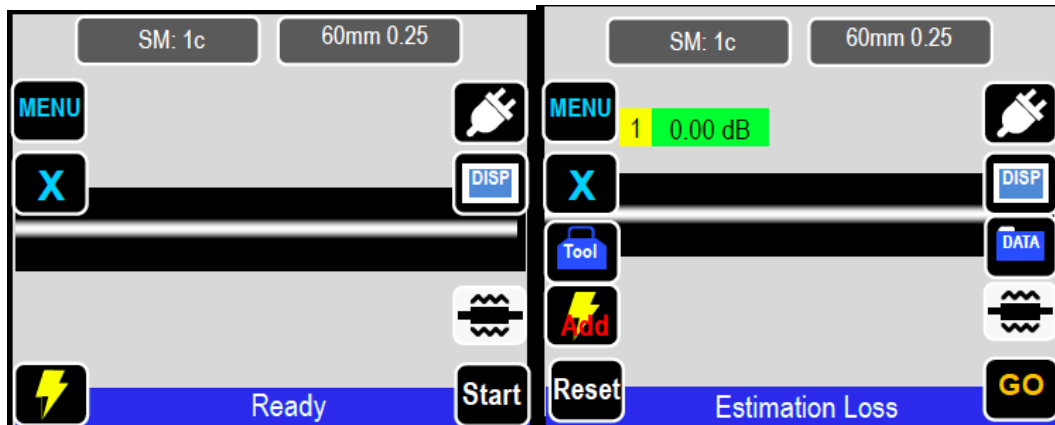 SM: 1c
60mm 0.25
MENU
X
DISP
Start
Ready
SM: 1c
60mm 0.25
MENU
1 0.00 dB
X
DISP
Tool
DATA
Add
Reset
GO
Estimation Loss